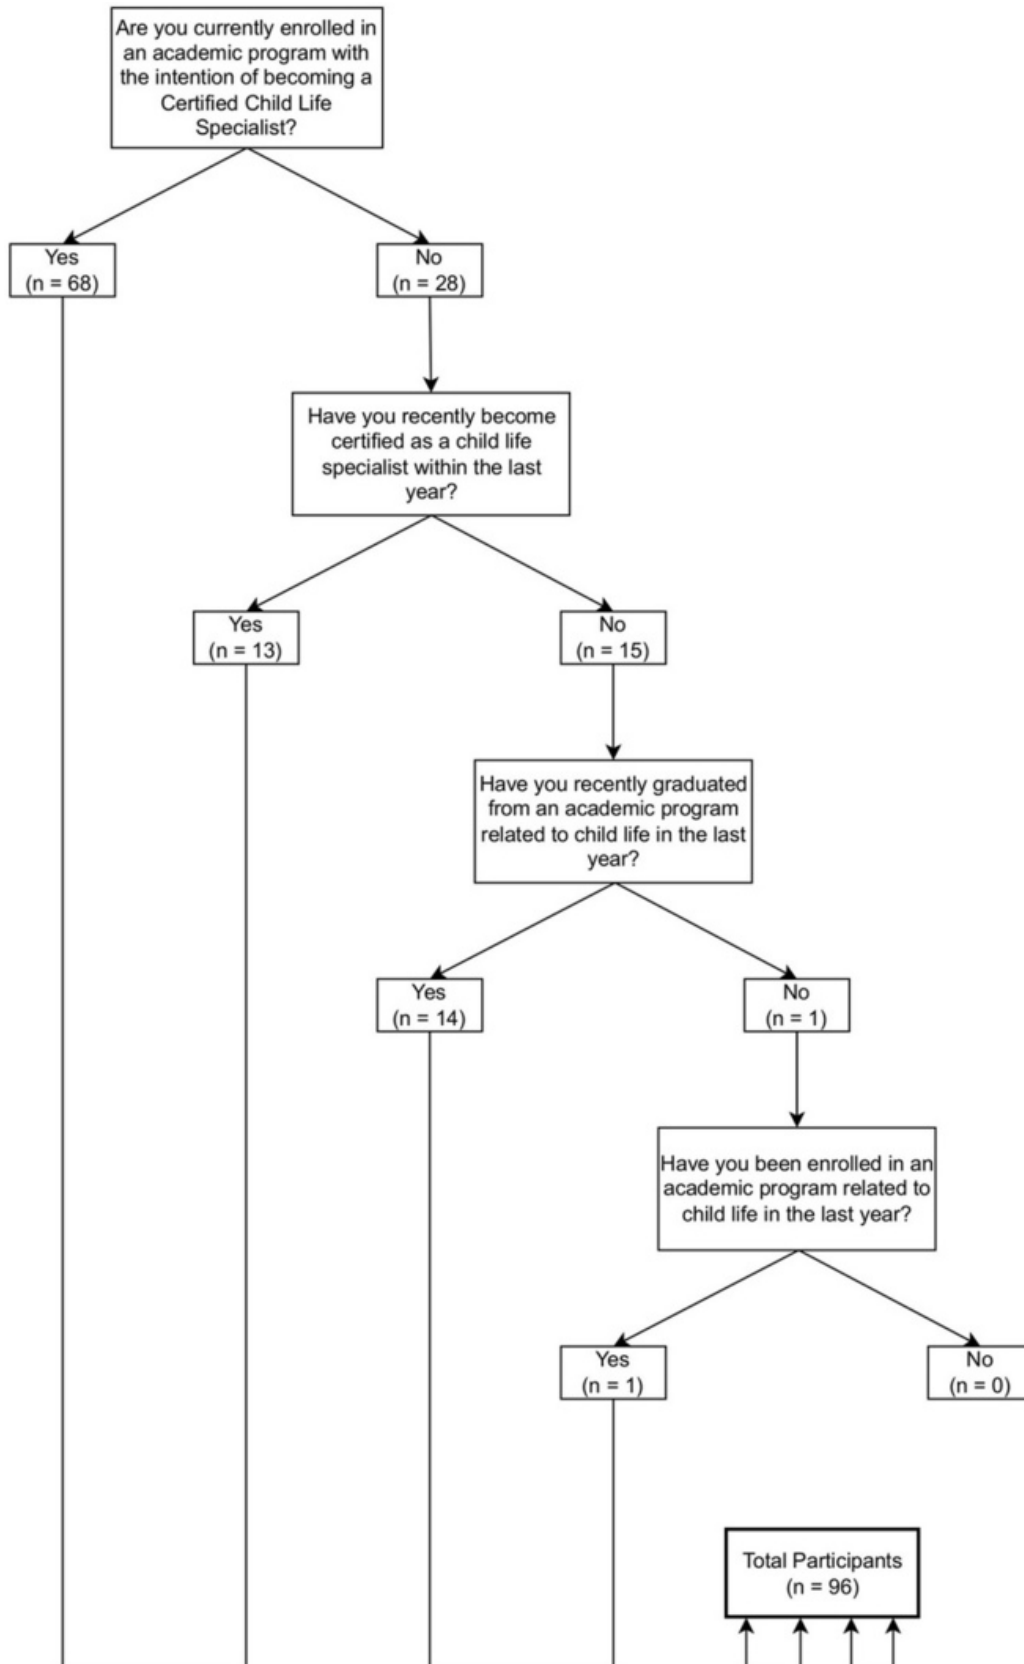 Are you currently enrolled in
an academic program with
the intention of becoming a
Certified Child Life
Specialist?
Yes
(n = 68)
No
(n = 28)
Have you recently become
certified as a child life
specialist within the last
year?
Yes
(n = 13)
No
(n = 15)
Have you recently graduated
from an academic program
related to child life in the last
year?
Yes
(n = 14)
No
(n = 1)
Have you been enrolled in an
academic program related to
child life in the last year?
Yes
(n = 1)
No
(n = 0)
Total Participants
(n = 96)